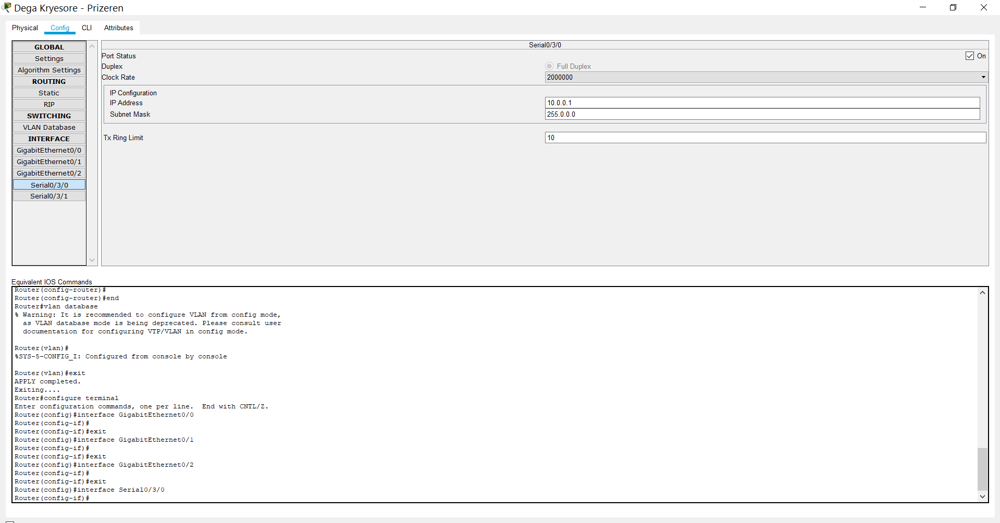 Dega Kryesore - Prizeren
Physical Config CLI Attributes
GLOBAL
Settings
Algorithm Settings
ROUTING
Static
RIP
SWITCHING
VLAN Database
INTERFACE
GigabitEthernet0/0
GigabitEthernet0/1
GigabitEthernet0/2
Serial0/3/0
Serial0/3/1
Serial0/3/0
Port Status On
Duplex Full Duplex
Clock Rate 2000000
IP Configuration
IP Address 10.0.0.1
Subnet Mask 255.0.0.0
Tx Ring Limit 10
Equivalent IOS Commands
Router(config-router)#
Router(config-router)#end
Router#vlan database
% Warning: It is recommended to configure VLAN from config mode,
as VLAN database mode is being deprecated. Please consult user
documentation for configuring VTP/VLAN in config mode.
Router(vlan)#
%SYS-5-CONFIG_I: Configured from console by console
Router(vlan)#exit
APPLY completed.
Exiting....
Router#configure terminal
Enter configuration commands, one per line. End with CNTL/Z.
Router(config)#interface GigabitEthernet0/0
Router(config-if)#
Router(config-if)#exit
Router(config)#interface GigabitEthernet0/1
Router(config-if)#
Router(config-if)#exit
Router(config)#interface GigabitEthernet0/2
Router(config-if)#
Router(config-if)#exit
Router(config)#interface Serial0/3/0
Router(config-if)#